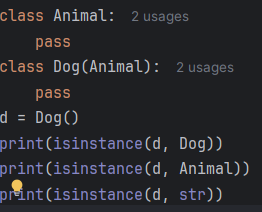 class Animal: 2 usages
    pass
class Dog(Animal): 2 usages
    pass
d = Dog()
print(isinstance(d, Dog))
print(isinstance(d, Animal))
print(isinstance(d, str))